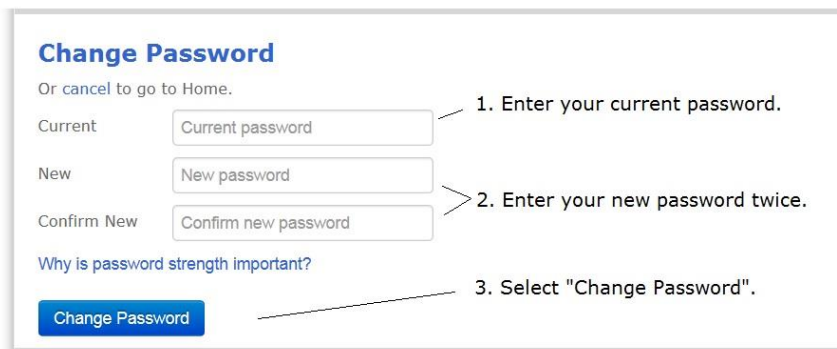 Change Password
Or cancel to go to Home.
Current
Current password
1. Enter your current password.
New
New password
2. Enter your new password twice.
Confirm New
Confirm new password
Why is password strength important?
3. Select "Change Password".
Change Password